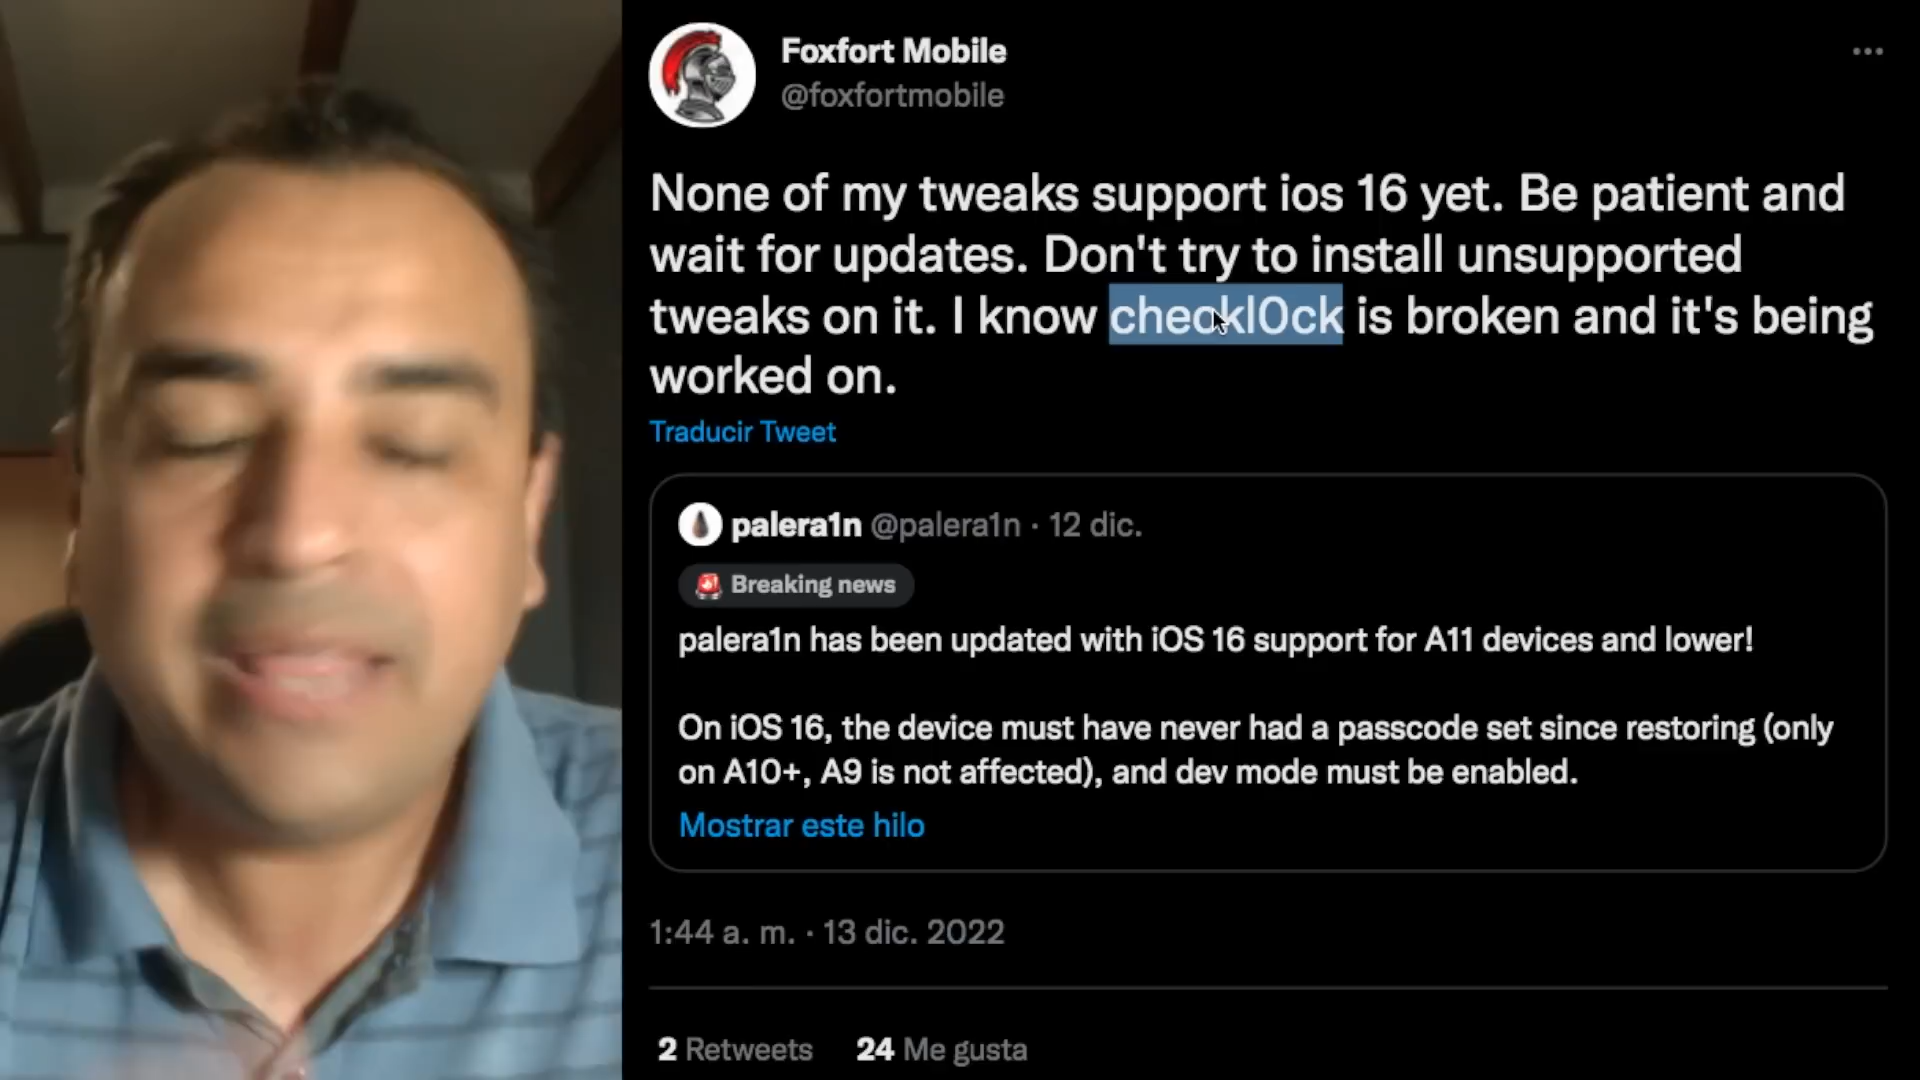 Foxfort Mobile
@foxfortmobile
None of my tweaks support ios 16 yet. Be patient and
wait for updates. Don't try to install unsupported
tweaks on it. I know checkl0ck is broken and it's being
worked on.
Traducir Tweet
palera1n @palera1n · 12 dic.
Breaking news
palera1n has been updated with iOS 16 support for A11 devices and lower!
On iOS 16, the device must have never had a passcode set since restoring (only
on A10+, A9 is not affected), and dev mode must be enabled.
Mostrar este hilo
1:44 a. m. · 13 dic. 2022
2 Retweets 24 Me gusta